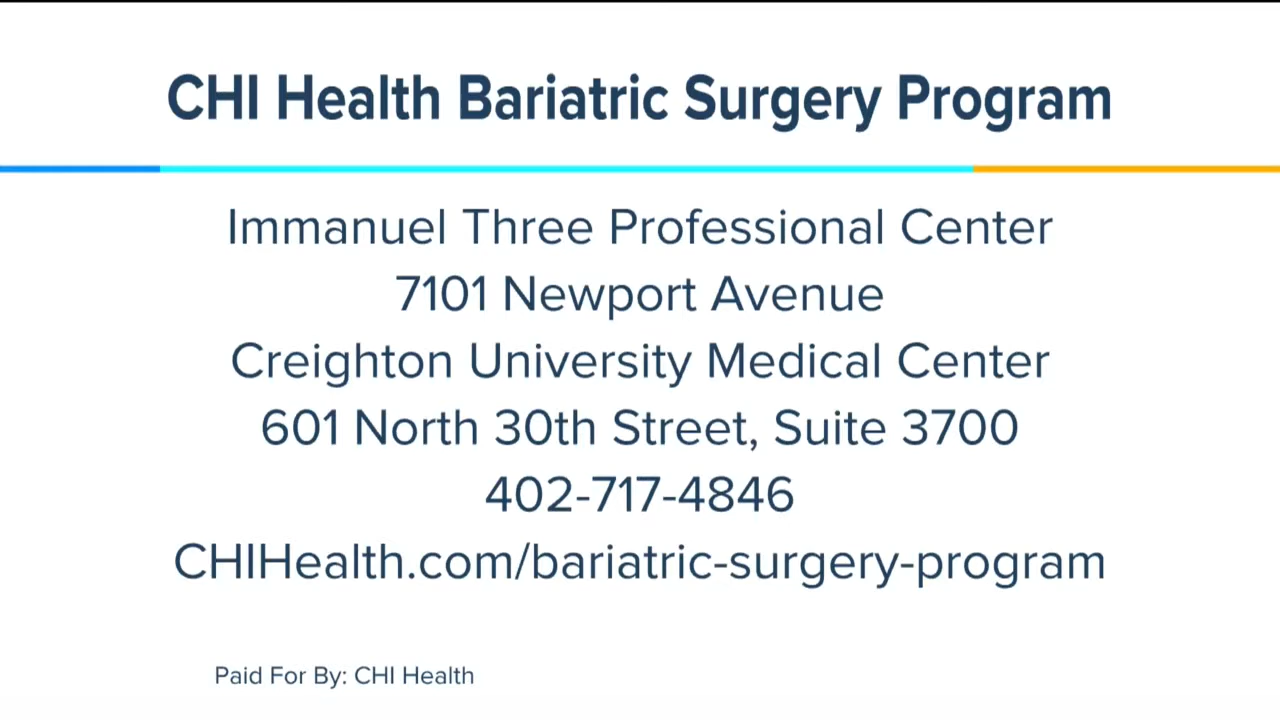 CHI Health Bariatric Surgery Program
Immanuel Three Professional Center
7101 Newport Avenue
Creighton University Medical Center
601 North 30th Street, Suite 3700
402-717-4846
CHIHealth.com/bariatric-surgery-program
Paid For By: CHI Health